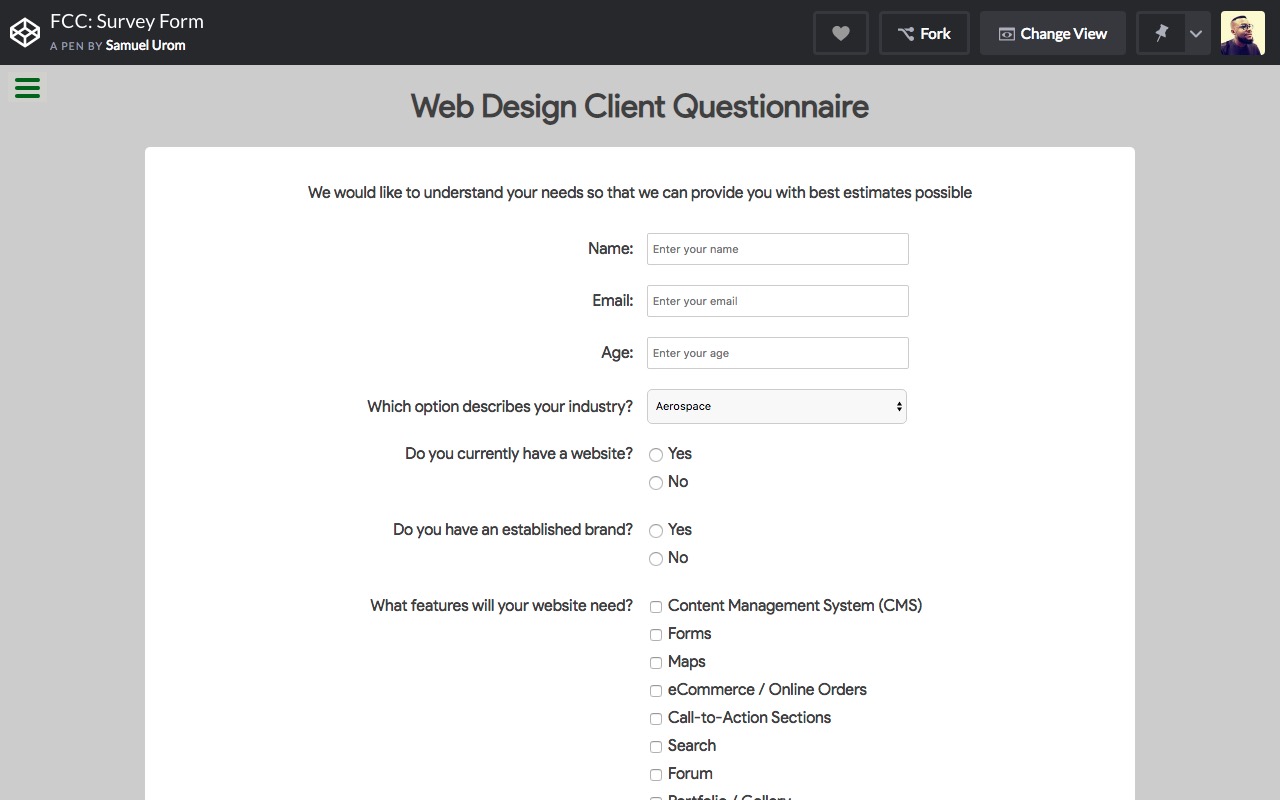 FCC: Survey Form
A PEN BY Samuel Urom
Fork
Change View
Web Design Client Questionnaire
We would like to understand your needs so that we can provide you with best estimates possible
Name: Enter your name
Email: Enter your email
Age: Enter your age
Which option describes your industry? Aerospace
Do you currently have a website? Yes
No
Do you have an established brand? Yes
No
What features will your website need? Content Management System (CMS)
Forms
Maps
eCommerce / Online Orders
Call-to-Action Sections
Search
Forum
Portfolio / Gallery